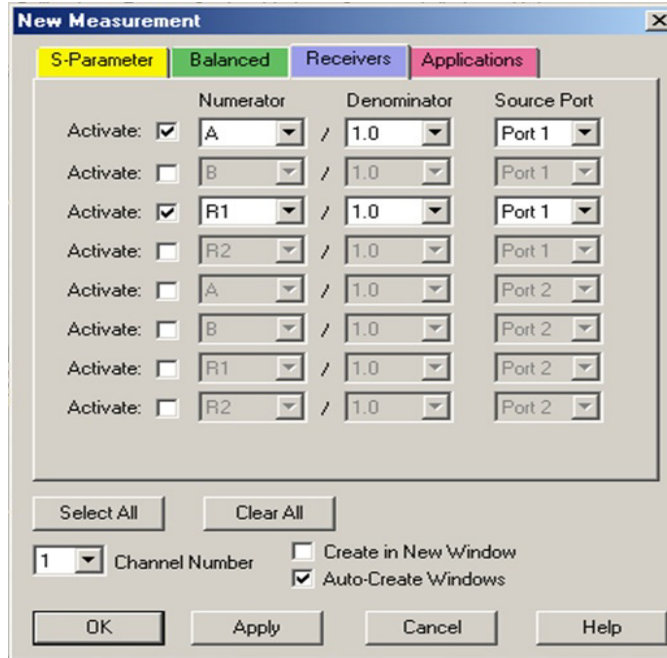 New Measurement
S-Parameter Balanced Receivers Applications
Numerator Denominator Source Port
Activate: A / 1.0 Port 1
Activate: B / 1.0 Port 1
Activate: R1 / 1.0 Port 1
Activate: R2 / 1.0 Port 1
Activate: A / 1.0 Port 2
Activate: B / 1.0 Port 2
Activate: R1 / 1.0 Port 2
Activate: R2 / 1.0 Port 2
Select All Clear All
1 Channel Number Create in New Window
Auto-Create Windows
OK Apply Cancel Help